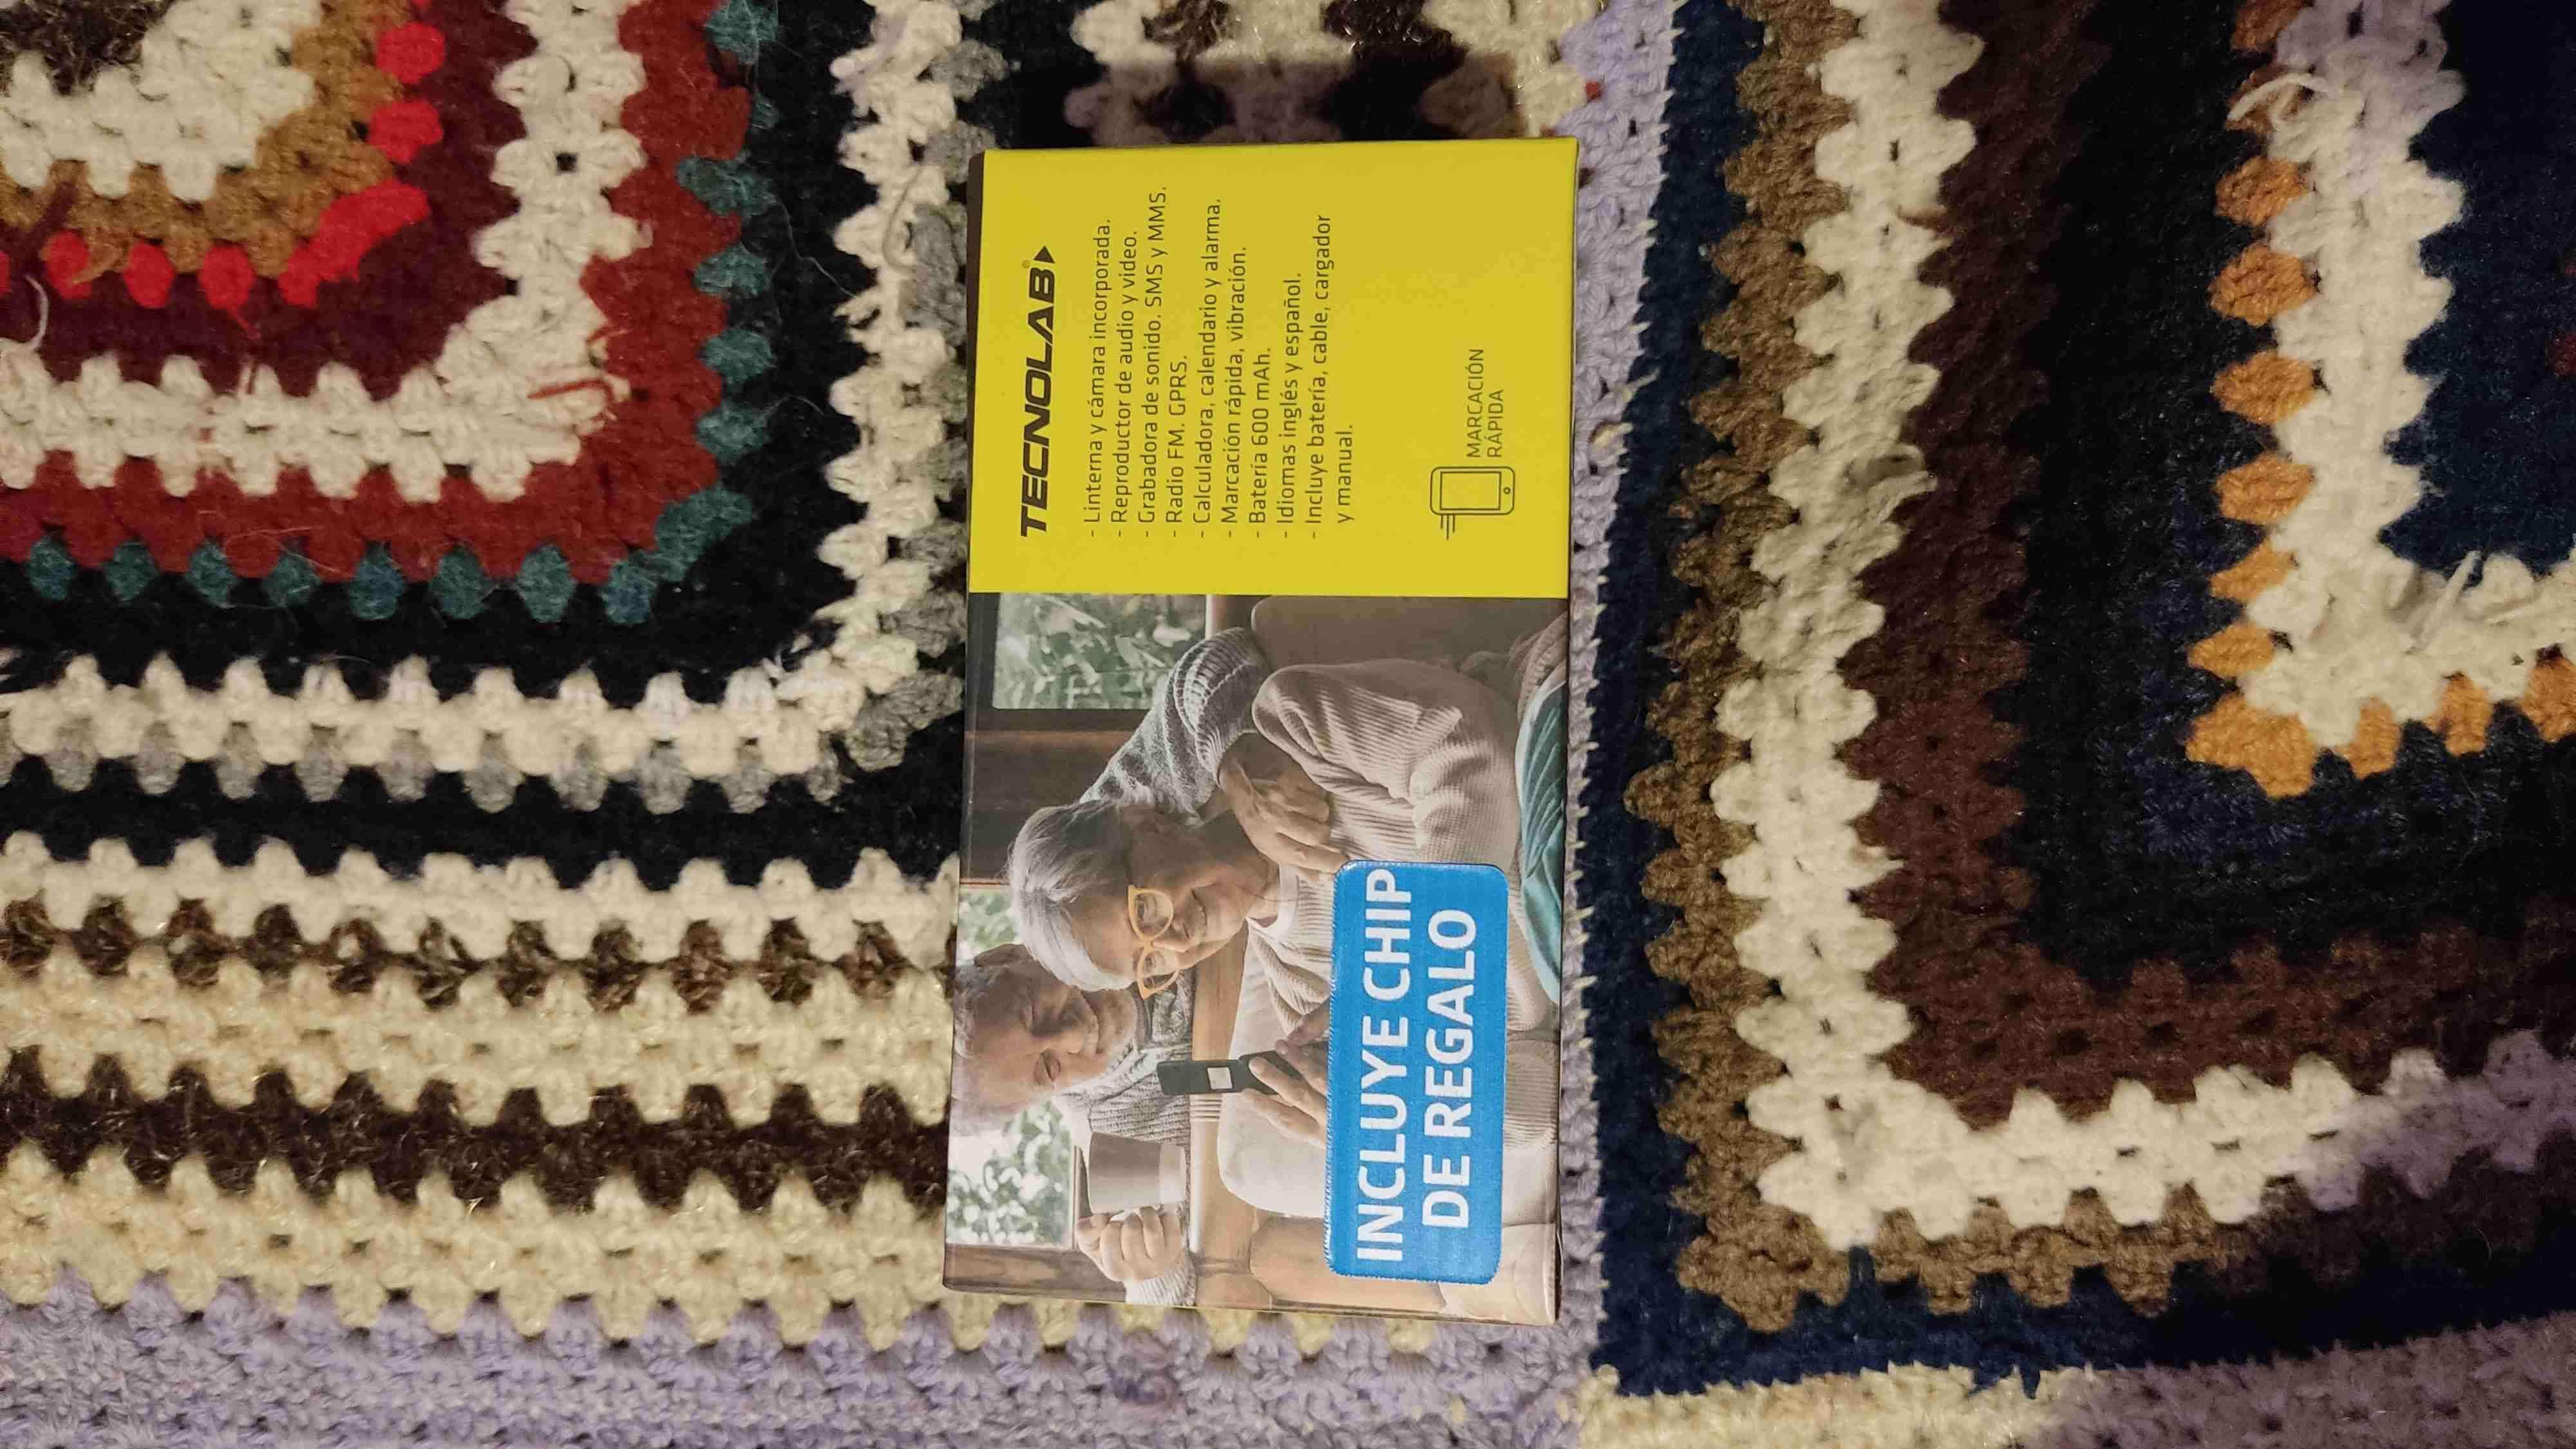 TECNOLAB®
- Linterna y cámara incorporada.
- Reproductor de audio y video.
- Grabadora de sonido. SMS y MMS.
- Radio FM. GPRS.
- Calculadora, calendario y alarma.
- Marcación rápida, vibración.
- Batería 600 mAh.
- Idiomas inglés y español.
- Incluye batería, cable, cargador
y manual.
MARCACIÓN
RÁPIDA
INCLUYE CHIP
DE REGALO